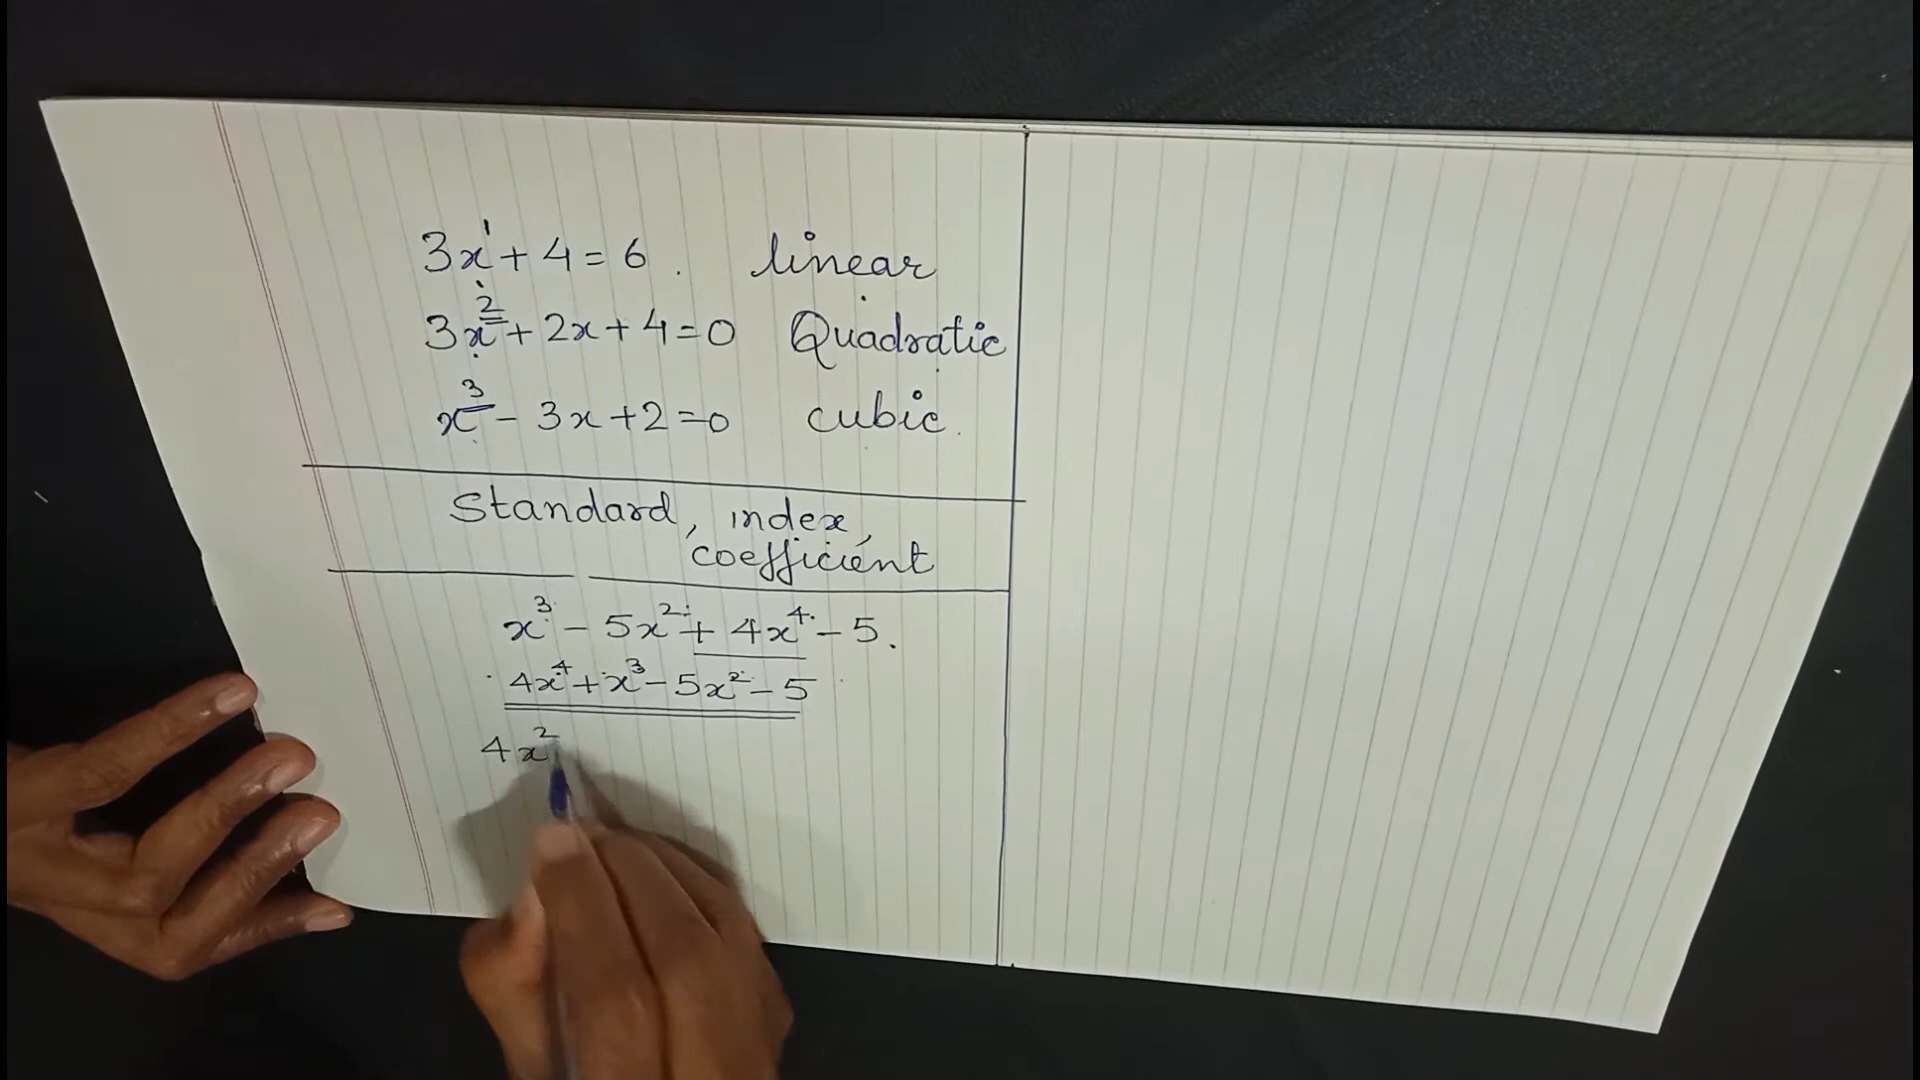 3x¹ + 4 = 6 . linear
3x² + 2x + 4 = 0 Quadratic
x³ - 3x + 2 = 0 cubic.
Standard, index,
coefficient
x³ - 5x² + 4x⁴ - 5.
4x⁴ + x³ - 5x² - 5
4x²